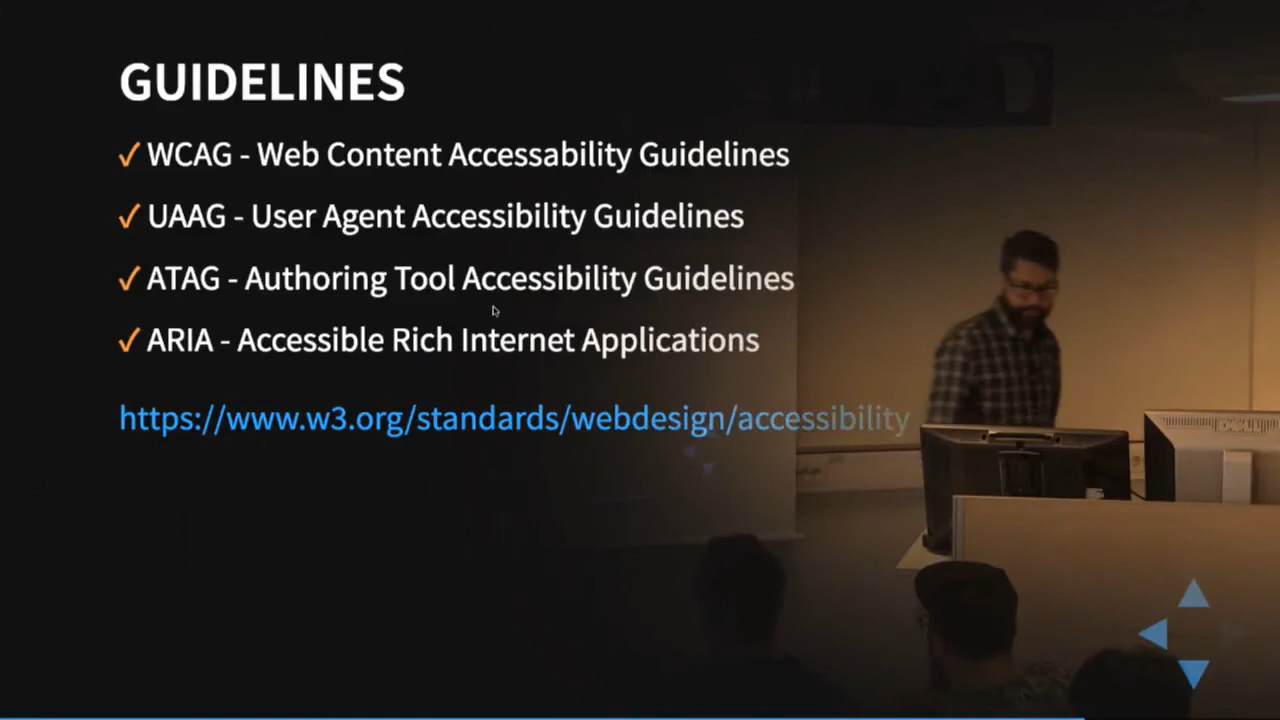 GUIDELINES
✓ WCAG - Web Content Accessability Guidelines
✓ UAAG - User Agent Accessibility Guidelines
✓ ATAG - Authoring Tool Accessibility Guidelines
✓ ARIA - Accessible Rich Internet Applications
https://www.w3.org/standards/webdesign/accessibility